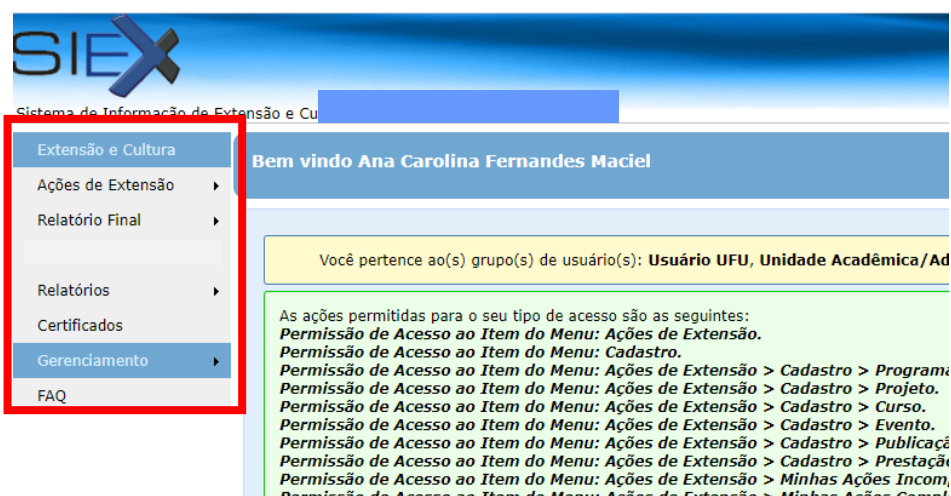 SIEX
Sistema de Informação de Extensão e Cu
Extensão e Cultura
Ações de Extensão
Relatório Final
Relatórios
Certificados
Gerenciamento
FAQ
Bem vindo Ana Carolina Fernandes Maciel
Você pertence ao(s) grupo(s) de usuário(s): Usuário UFU, Unidade Acadêmica/Ad
As ações permitidas para o seu tipo de acesso são as seguintes:
Permissão de Acesso ao Item do Menu: Ações de Extensão.
Permissão de Acesso ao Item do Menu: Cadastro.
Permissão de Acesso ao Item do Menu: Ações de Extensão > Cadastro > Programa
Permissão de Acesso ao Item do Menu: Ações de Extensão > Cadastro > Projeto.
Permissão de Acesso ao Item do Menu: Ações de Extensão > Cadastro > Curso.
Permissão de Acesso ao Item do Menu: Ações de Extensão > Cadastro > Evento.
Permissão de Acesso ao Item do Menu: Ações de Extensão > Cadastro > Publicaçã
Permissão de Acesso ao Item do Menu: Ações de Extensão > Cadastro > Prestação
Permissão de Acesso ao Item do Menu: Ações de Extensão > Minhas Ações Incom